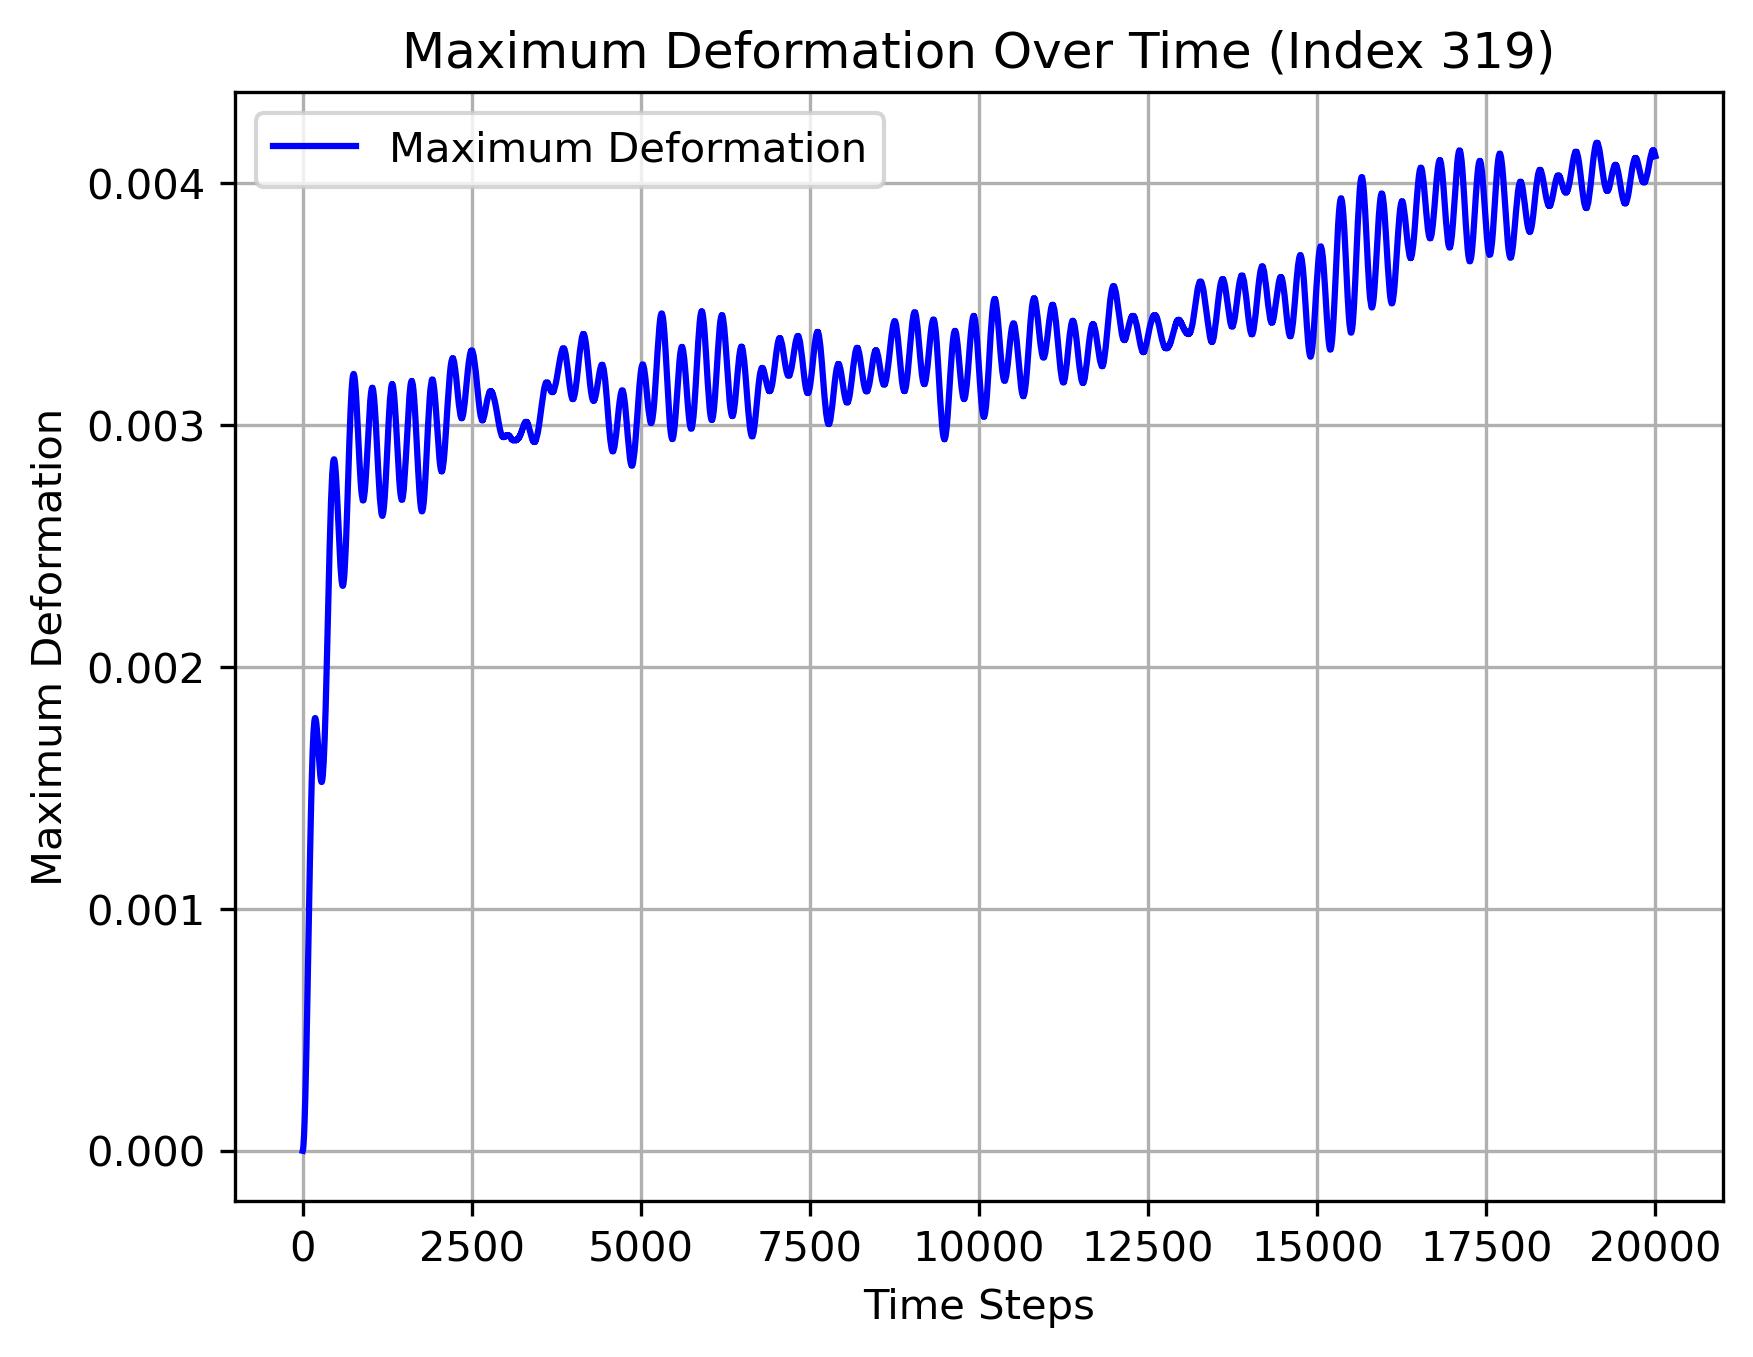 Maximum Deformation Over Time (Index 319)
Maximum Deformation
Maximum Deformation
0.004
0.003
0.002
0.001
0.000
0 2500 5000 7500 10000 12500 15000 17500 20000
Time Steps